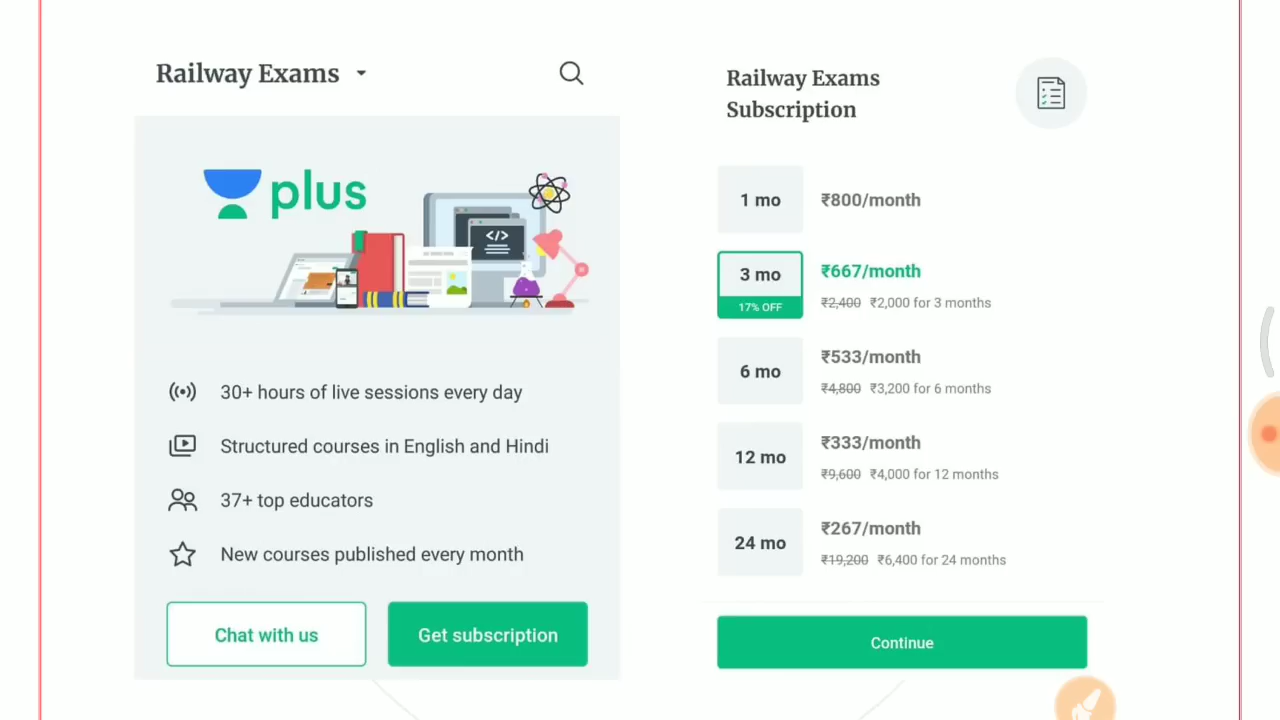 Railway Exams
plus
</>
30+ hours of live sessions every day
Structured courses in English and Hindi
37+ top educators
New courses published every month
Chat with us
Get subscription
Railway Exams
Subscription
1 mo
₹800/month
3 mo
17% OFF
₹667/month
₹2,400 ₹2,000 for 3 months
6 mo
₹533/month
₹4,800 ₹3,200 for 6 months
12 mo
₹333/month
₹9,600 ₹4,000 for 12 months
24 mo
₹267/month
₹19,200 ₹6,400 for 24 months
Continue